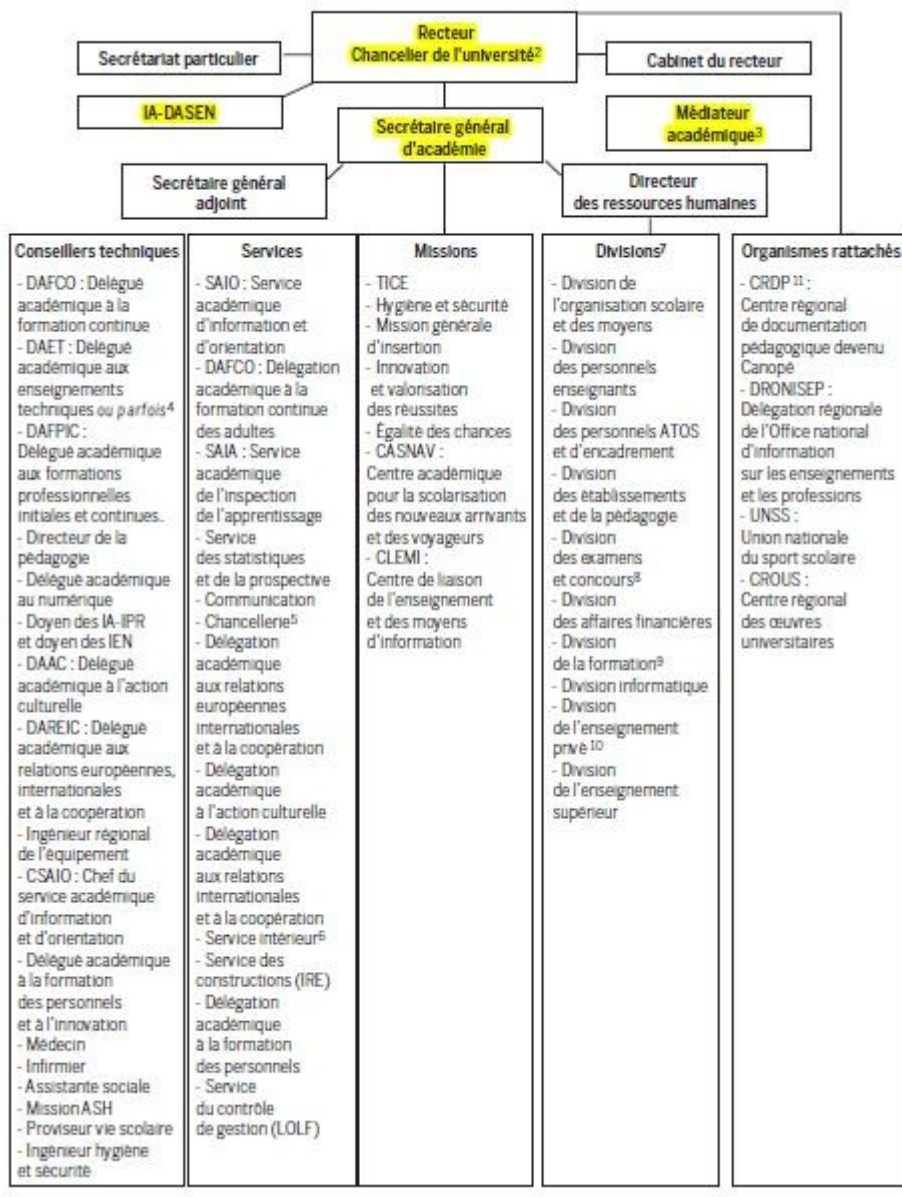 Recteur
Chancelier de l'université²
Secrétariat particulier
Cabinet du recteur
IA-DASEN
Médiateur
académique³
Secrétaire général
d'académie
Secrétaire général
adjoint
Directeur
des ressources humaines
Conseillers techniques
- DAFCO : Délégué
académique à la
formation continue
- DAET : Délégué
académique aux
enseignements
techniques ou parfois⁴
- DAFPIC :
Délégué académique
aux formations
professionnelles
initiales et continues.
- Directeur de la
pédagogie
- Délégué académique
au numérique
- Doyen des IA-IPR
et doyen des IEN
- DAAC : Délégué
académique à l'action
culturelle
- DAREIC : Délégué
académique aux
relations européennes,
internationales
et à la coopération
- Ingénieur régional
de l'équipement
- CSAIO : Chef du
service académique
d'information
et d'orientation
- Délégué académique
à la formation
des personnels
et à l'innovation
- Médecin
- Infirmier
- Assistante sociale
- Mission ASH
- Proviseur vie scolaire
- Ingénieur hygiène
et sécurité
Services
- SAIO : Service
académique
d'information et
d'orientation
- DAFCO : Délégation
académique à la
formation continue
des adultes
- SAIA : Service
académique
de l'inspection
de l'apprentissage
- Service
des statistiques
et de la prospective
- Communication
- Chancellerie⁵
- Délégation
académique
aux relations
européennes
internationales
et à la coopération
- Délégation
académique
à l'action culturelle
- Délégation
académique
aux relations
internationales
et à la coopération
- Service intérieur⁶
- Service des
constructions (IRE)
- Délégation
académique
à la formation
des personnels
- Service
du contrôle
de gestion (LOLF)
Missions
- TICE
- Hygiène et sécurité
- Mission générale
d'insertion
- Innovation
et valorisation
des réussites
- Égalité des chances
- CASNAV :
Centre académique
pour la scolarisation
des nouveaux arrivants
et des voyageurs
- CLEMI :
Centre de liaison
de l'enseignement
et des moyens
d'information
Divisions⁷
- Division de
l'organisation scolaire
et des moyens
- Division
des personnels
enseignants
- Division
des personnels ATOS
et d'encadrement
- Division
des établissements
et de la pédagogie
- Division
des examens
et concours⁸
- Division
des affaires financières
- Division
de la formation⁹
- Division informatique
- Division
de l'enseignement
privé ¹⁰
- Division
de l'enseignement
supérieur
Organismes rattachés
- CRDP ¹¹ :
Centre régional
de documentation
pédagogique devenu
Canopé
- DRONISEP :
Délégation régionale
de l'Office national
d'information
sur les enseignements
et les professions
- UNSS :
Union nationale
du sport scolaire
- CROUS :
Centre régional
des œuvres
universitaires